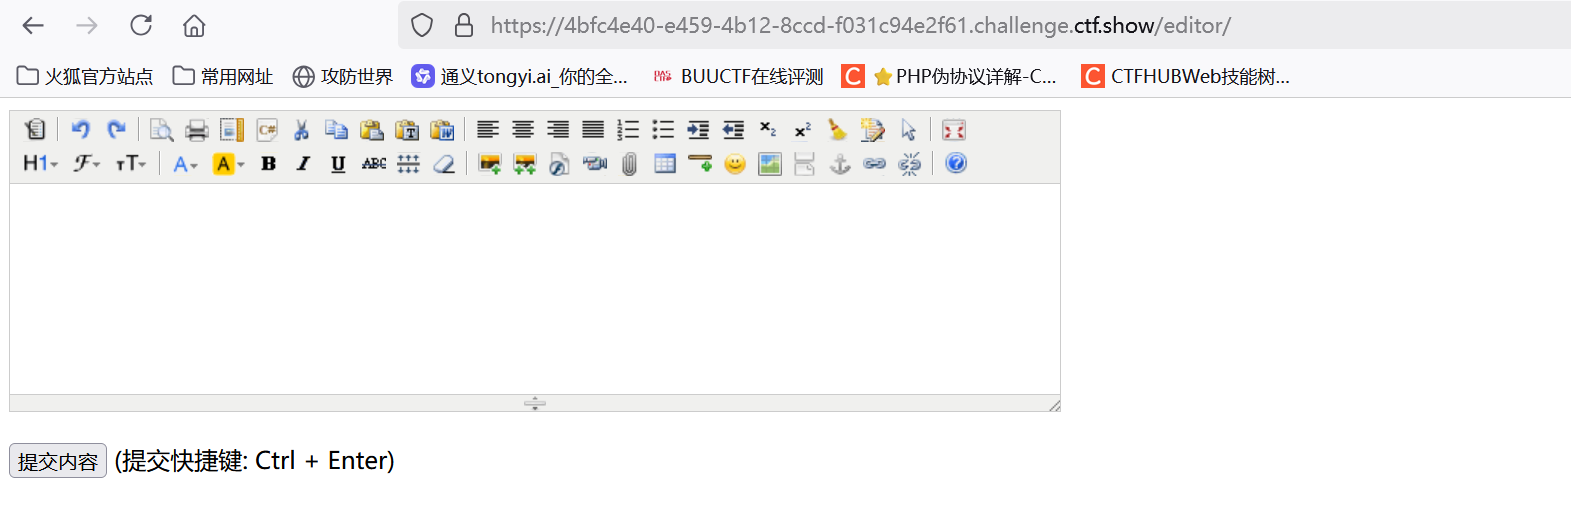 https://4bfc4e40-e459-4b12-8ccd-f031c94e2f61.challenge.ctf.show/editor/
火狐官方站点 常用网址 攻防世界 通义tongyi.ai_你的全... BUUCTF在线评测 PHP伪协议详解-C... CTFHUBWeb技能树...
H1 F TT A A B I U ABC
提交内容 (提交快捷键: Ctrl + Enter)